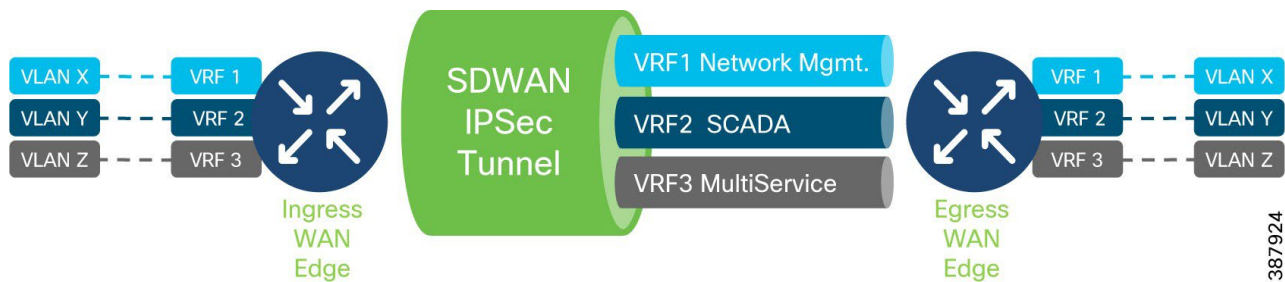 VLAN X
VRF 1
VLAN Y
VRF 2
VLAN Z
VRF 3
Ingress
WAN
Edge
SDWAN
IPSec
Tunnel
VRF1 Network Mgmt.
VRF2 SCADA
VRF3 MultiService
Egress
WAN
Edge
VRF 1
VLAN X
VRF 2
VLAN Y
VRF 3
VLAN Z
387924